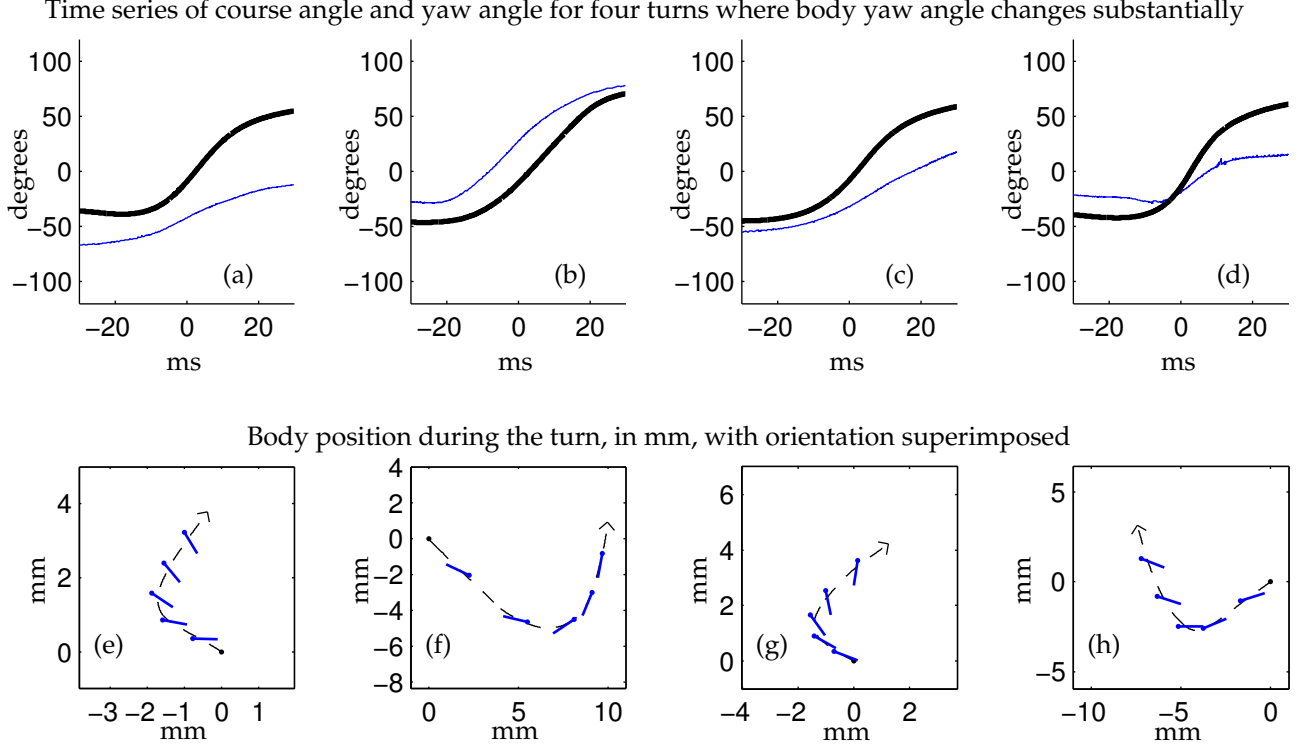 Time series of course angle and yaw angle for four turns where body yaw angle changes substantially
100
50
0
−50
−100
degrees
(a)
−20 0 20
ms
100
50
0
−50
−100
degrees
(b)
−20 0 20
ms
100
50
0
−50
−100
degrees
(c)
−20 0 20
ms
100
50
0
−50
−100
degrees
(d)
−20 0 20
ms
Body position during the turn, in mm, with orientation superimposed
4
2
0
mm
(e)
−3 −2 −1 0 1
mm
4
2
0
−2
−4
−6
−8
mm
(f)
0 5 10
mm
6
4
2
0
mm
(g)
−4 −2 0 2
mm
5
0
−5
mm
(h)
−10 −5 0
mm